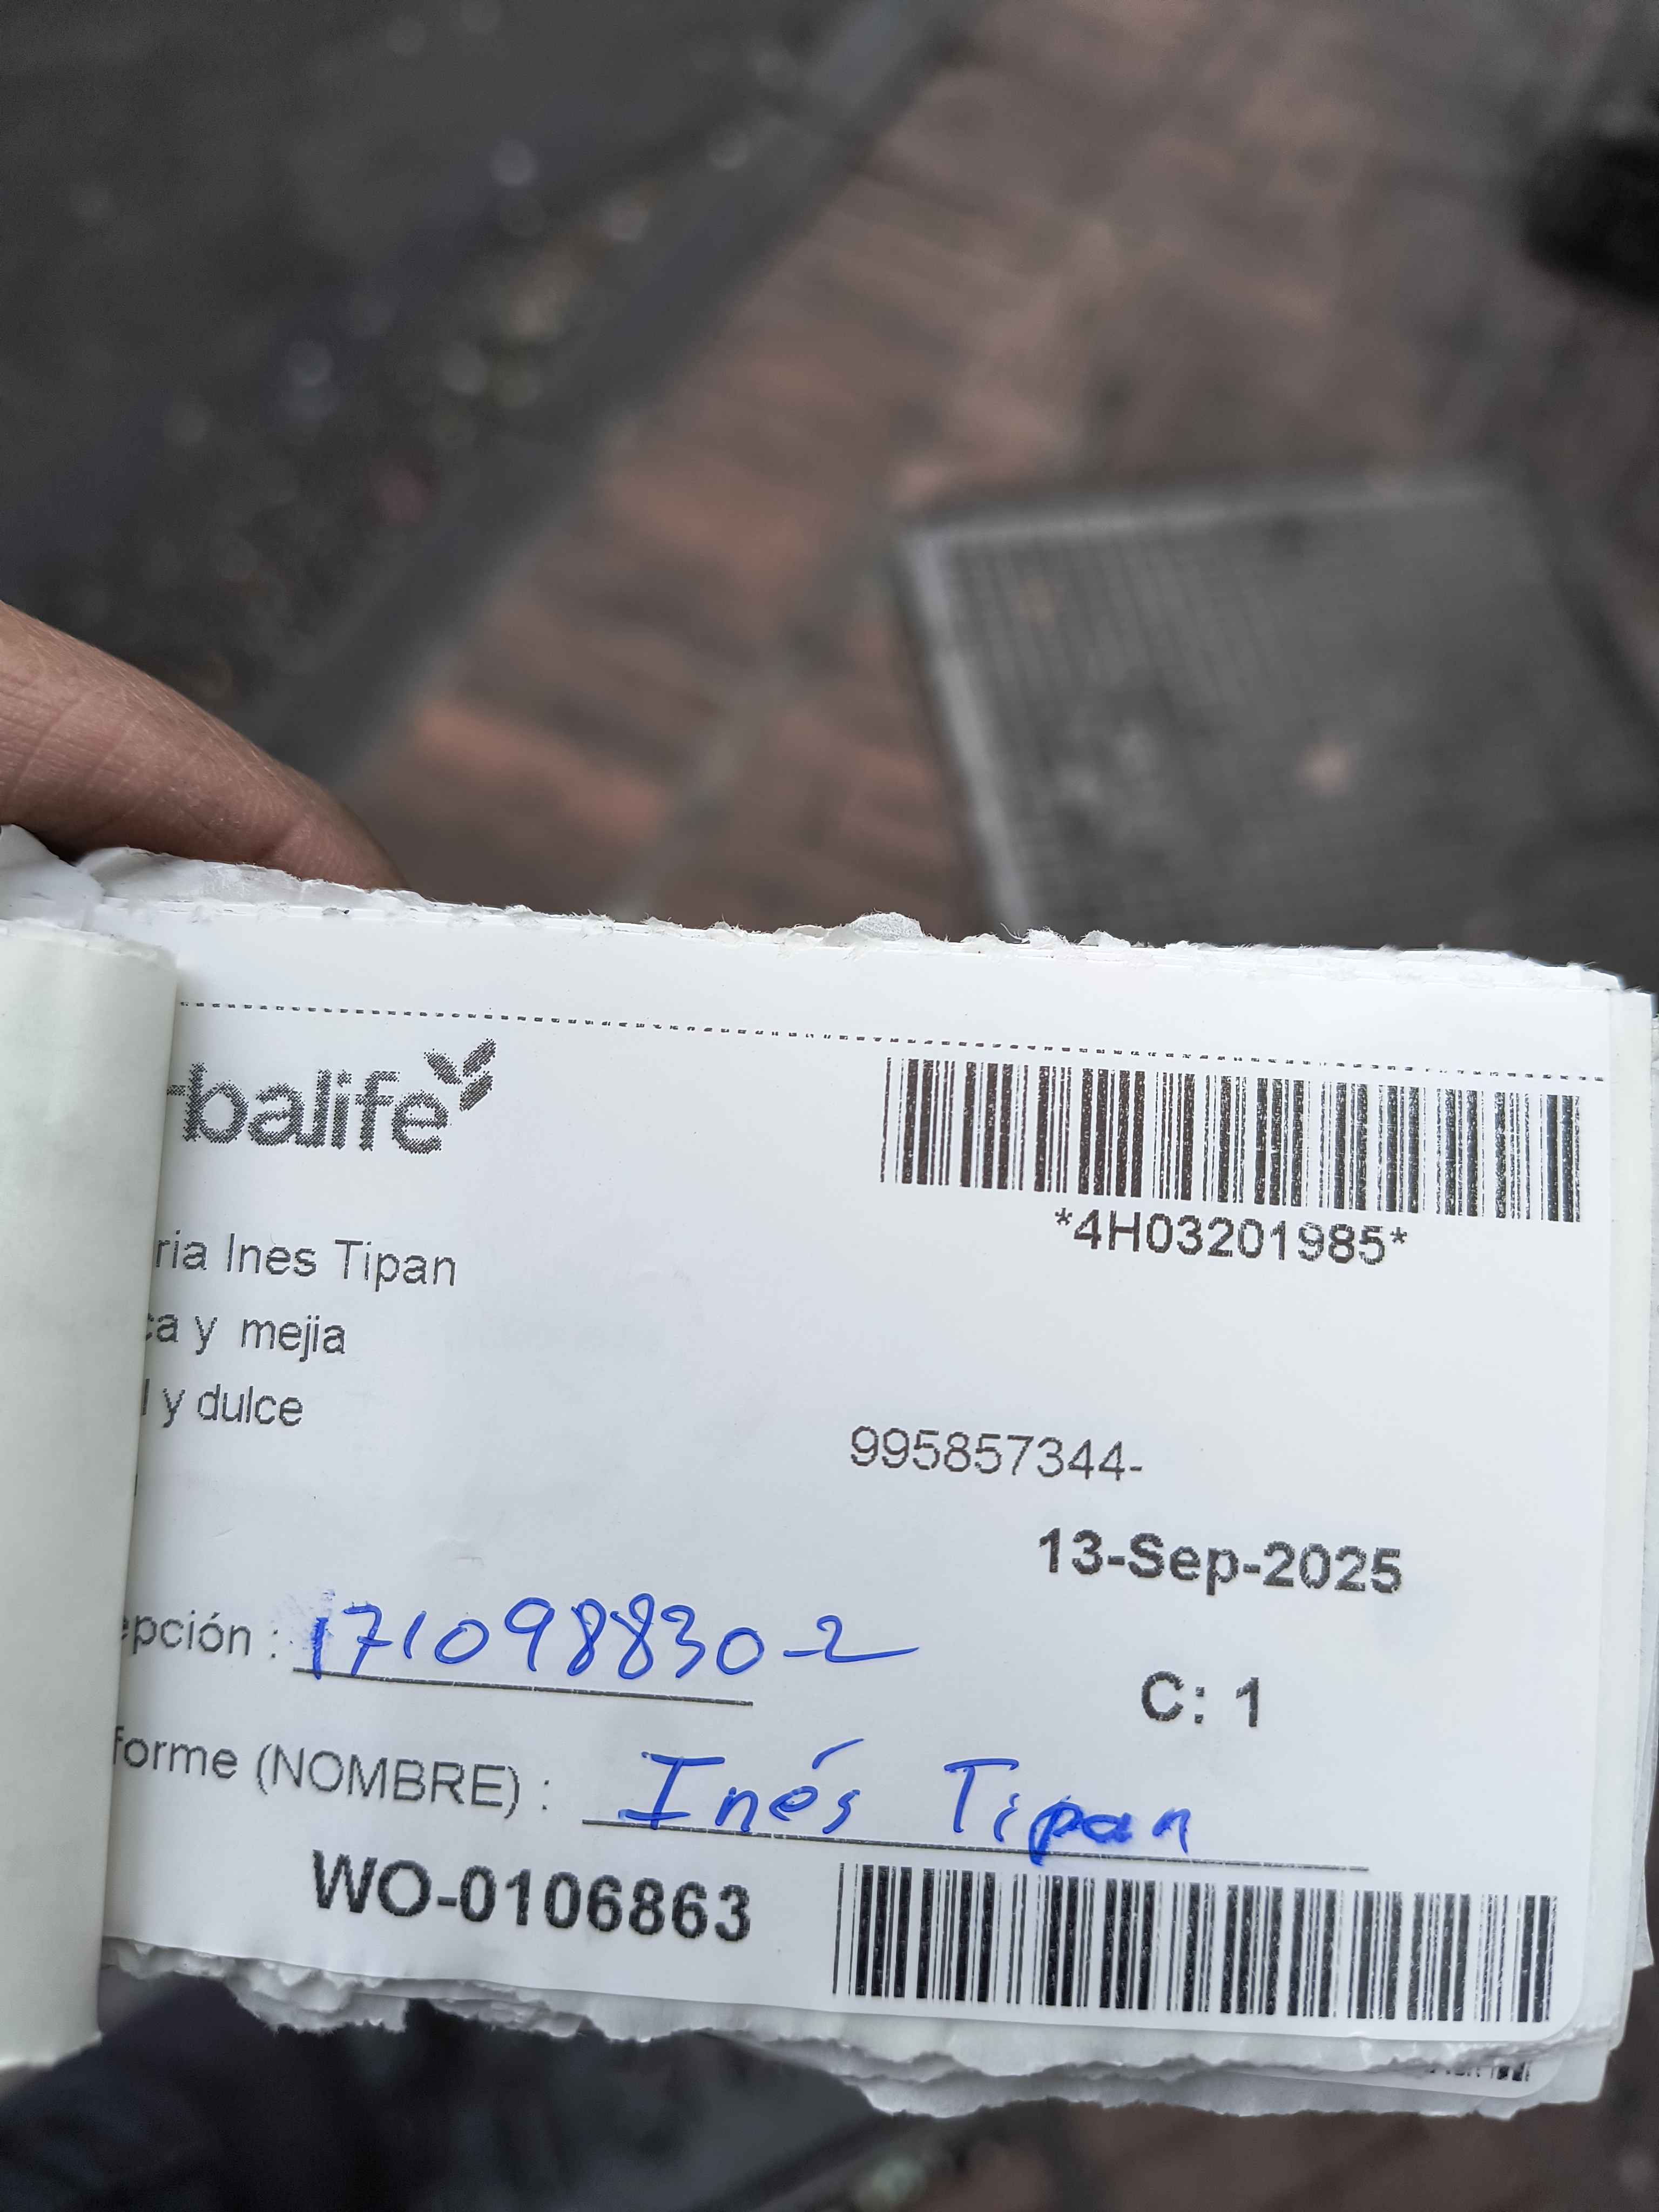 balife
*4H03201985*
ria Ines Tipan
ca y mejia
l y dulce
995857344-
13-Sep-2025
epción : 171098830-2
C: 1
forme (NOMBRE) : Inés Tipan
WO-0106863